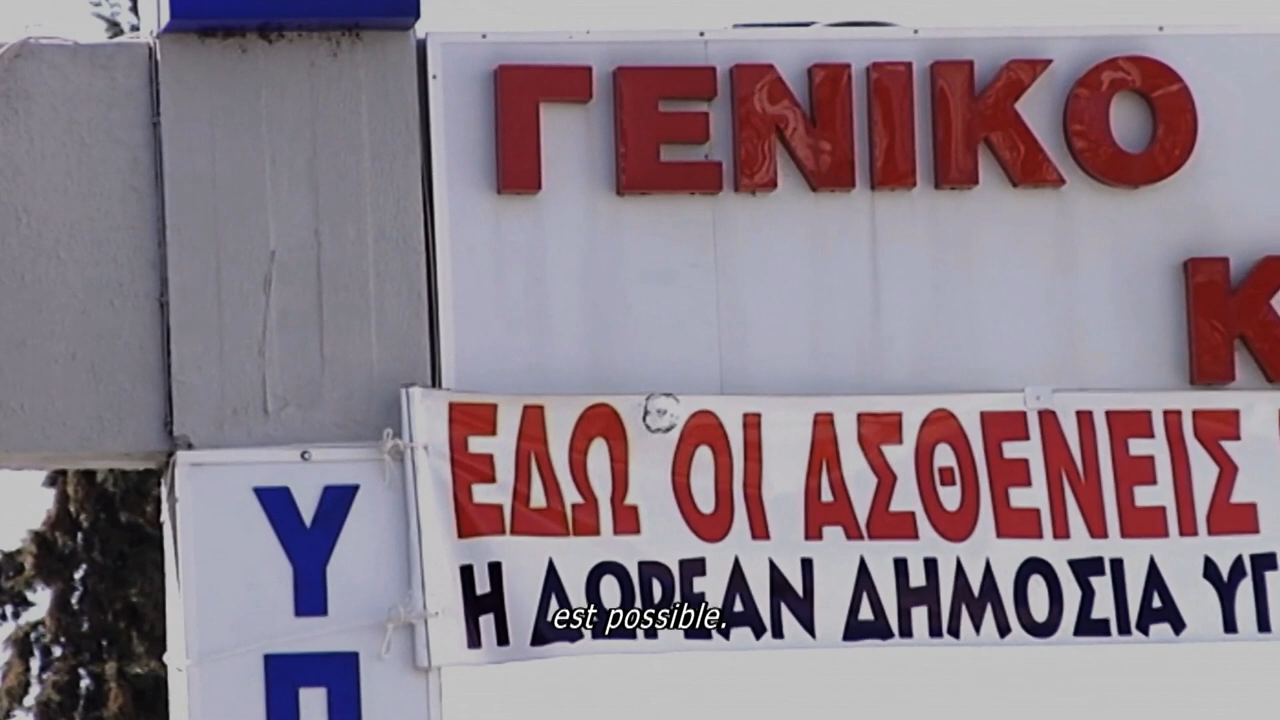 ΓΕΝΙΚΟ
Κ
ΕΔΩ ΟΙ ΑΣΘΕΝΕΙΣ
Η ΔΩΡΕΑΝ ΔΗΜΟΣΙΑ ΥΓ
Υ
Π
est possible.